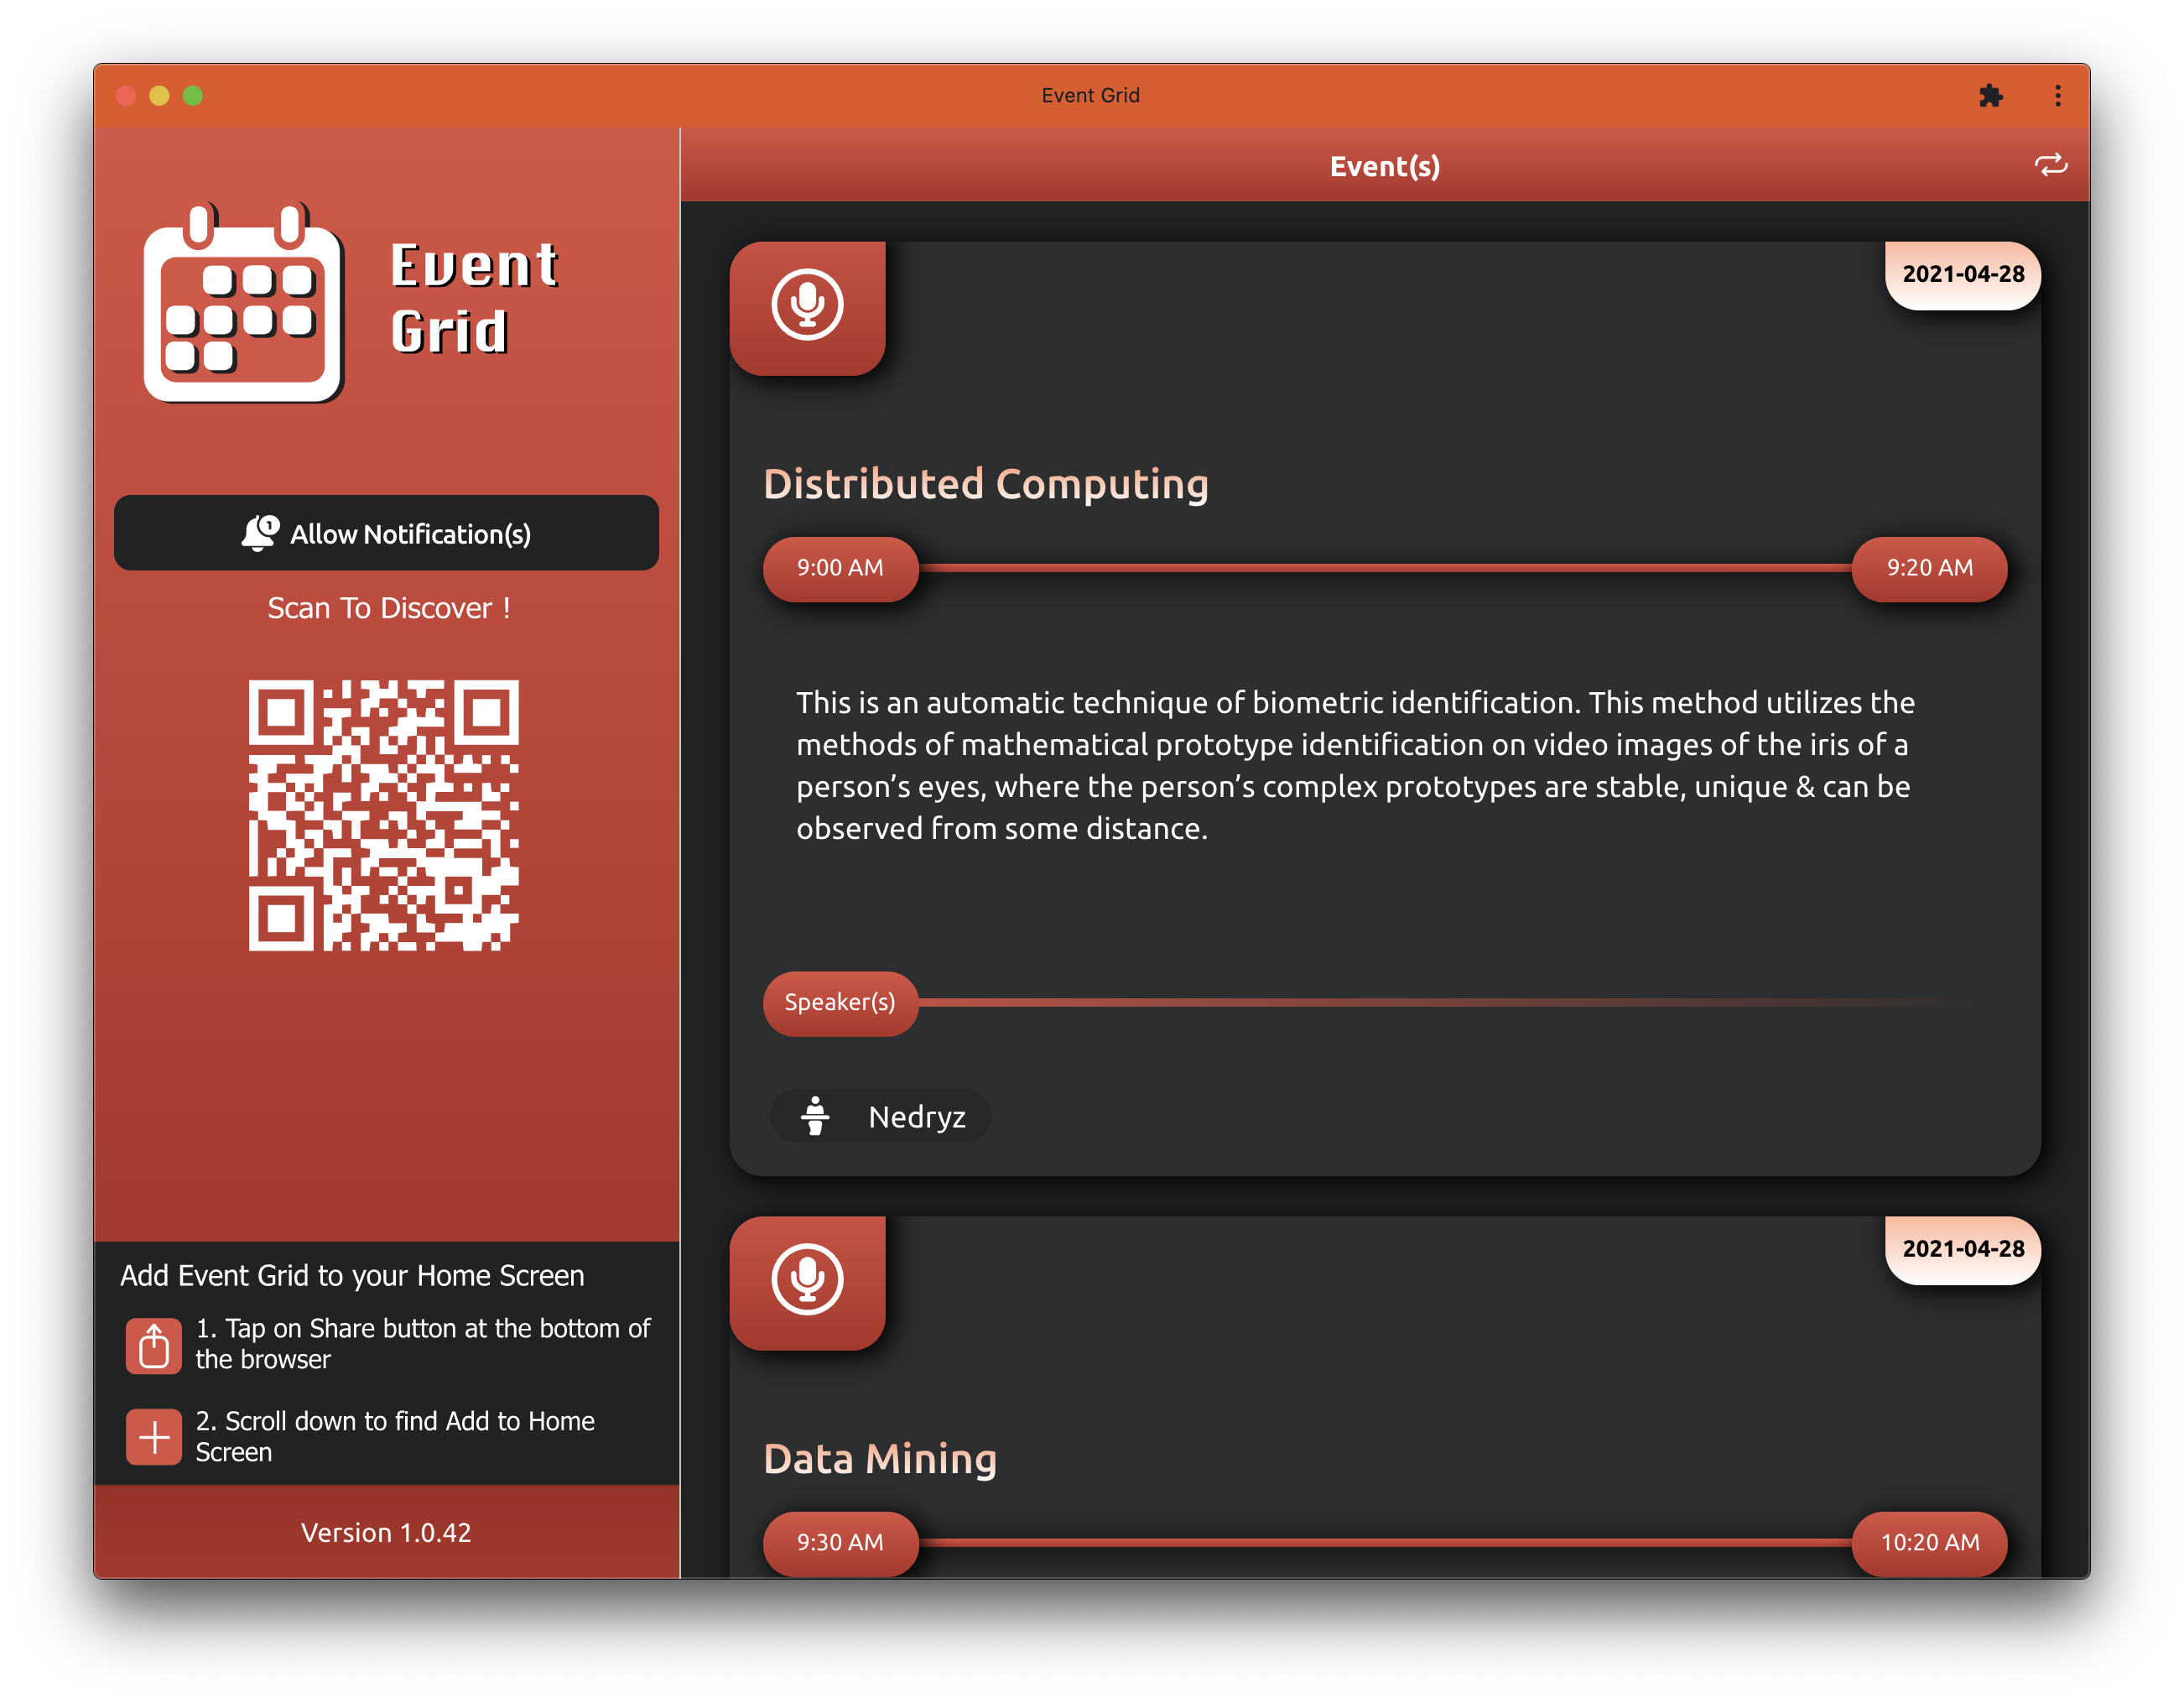 Event Grid
Event
Grid
1
Allow Notification(s)
Scan To Discover !
Add Event Grid to your Home Screen
1. Tap on Share button at the bottom of
the browser
2. Scroll down to find Add to Home
Screen
Version 1.0.42
Event(s)
2021-04-28
Distributed Computing
9:00 AM
9:20 AM
This is an automatic technique of biometric identification. This method utilizes the
methods of mathematical prototype identification on video images of the iris of a
person’s eyes, where the person’s complex prototypes are stable, unique & can be
observed from some distance.
Speaker(s)
Nedryz
2021-04-28
Data Mining
9:30 AM
10:20 AM